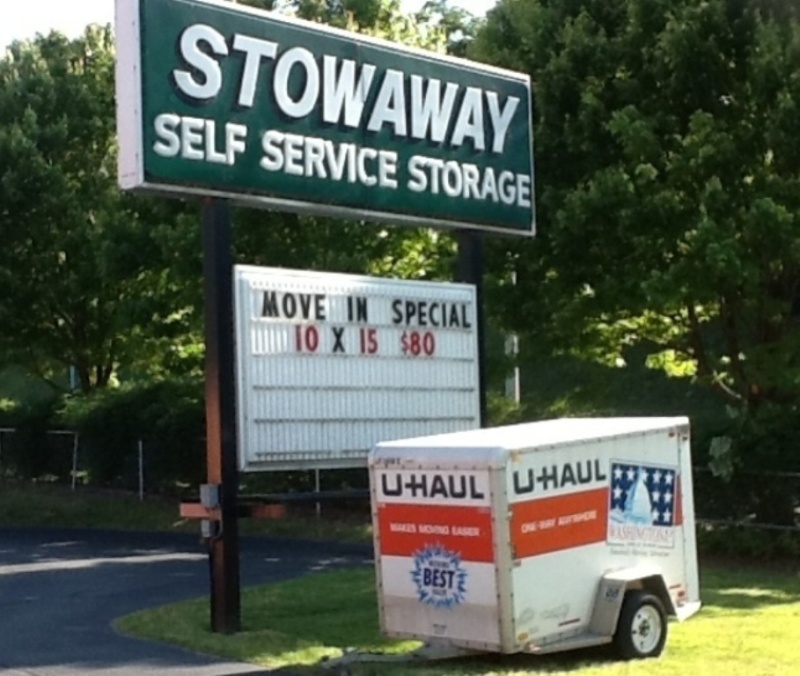 STOWAWAY
SELF SERVICE STORAGE
MOVE IN SPECIAL
10 X 15 $80
U-HAUL
MAKES MOVING EASIER
BEST
U-HAUL
ONE-WAY ANYWHERE
WASHINGTON